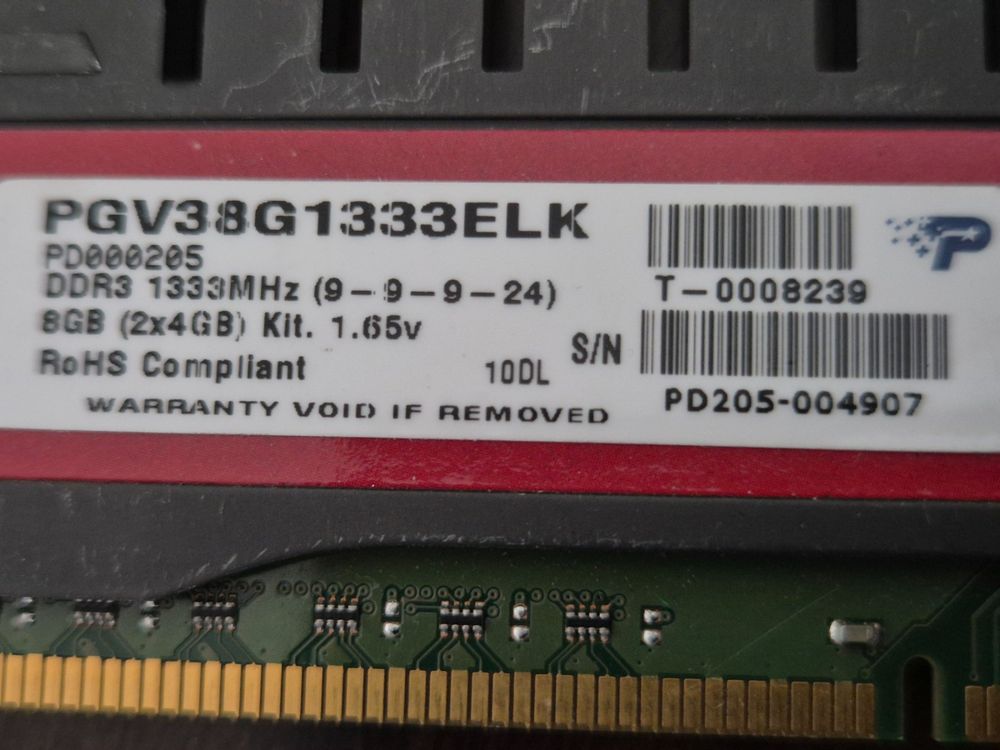 PGV38G1333ELK
PD000205
DDR3 1333MHz (9-9-9-24)
8GB (2x4GB) Kit. 1.65v
RoHS Compliant
10DL
WARRANTY VOID IF REMOVED
T-0008239
S/N
PD205-004907
P